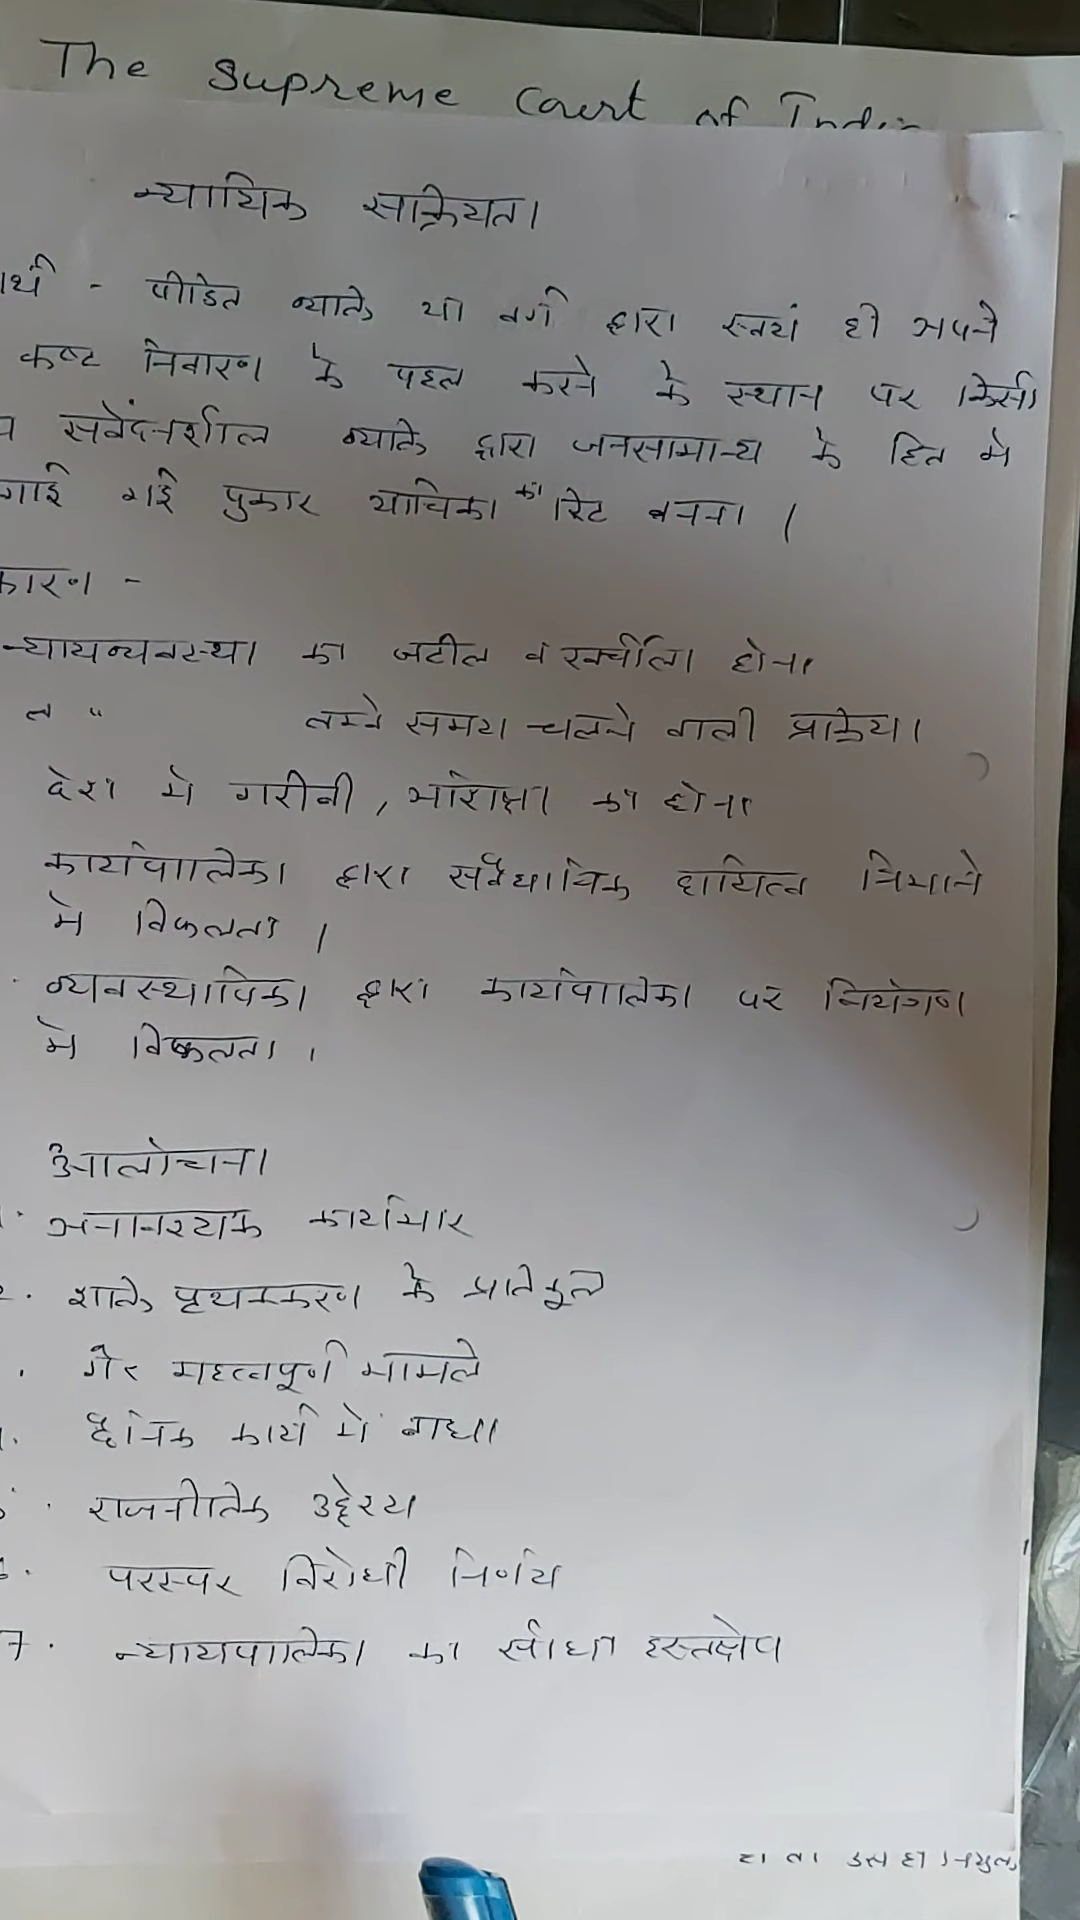 The Supreme Court of India
न्यायिक सक्रियता
- पीडित व्यक्ति या वर्ग द्वारा स्वयं ही अपने
कष्ट निवारण के पहल करने के स्थान पर किसी
सवेंदनशील व्यक्ति द्वारा जनसामान्य के हित मे
गाई गई पुकार याचिका का रिट बनना ।
कारण -
न्यायव्यवस्था का जटील व खर्चीला होना
लम्बे समय चलने वाली प्रक्रिया
देश मे गरीबी, अशिक्षा का होना
कार्यपालिका द्वारा सवैंधानिक दायित्व निभाने
मे विफलता ।
व्यवस्थापिका द्वारा कार्यपालिका पर नियंत्रण
मे विफलता ।
आलोचना
अनावश्यक कार्यभार
२. शक्ति पृथक्करण के प्रतिकूल
गैर महत्वपूर्ण मामले
दैनिक कार्य में बाधा
राजनीतिक उद्देश्य
परस्पर विरोधी निर्णय
7. न्यायपालिका का सीधा हस्तक्षेप